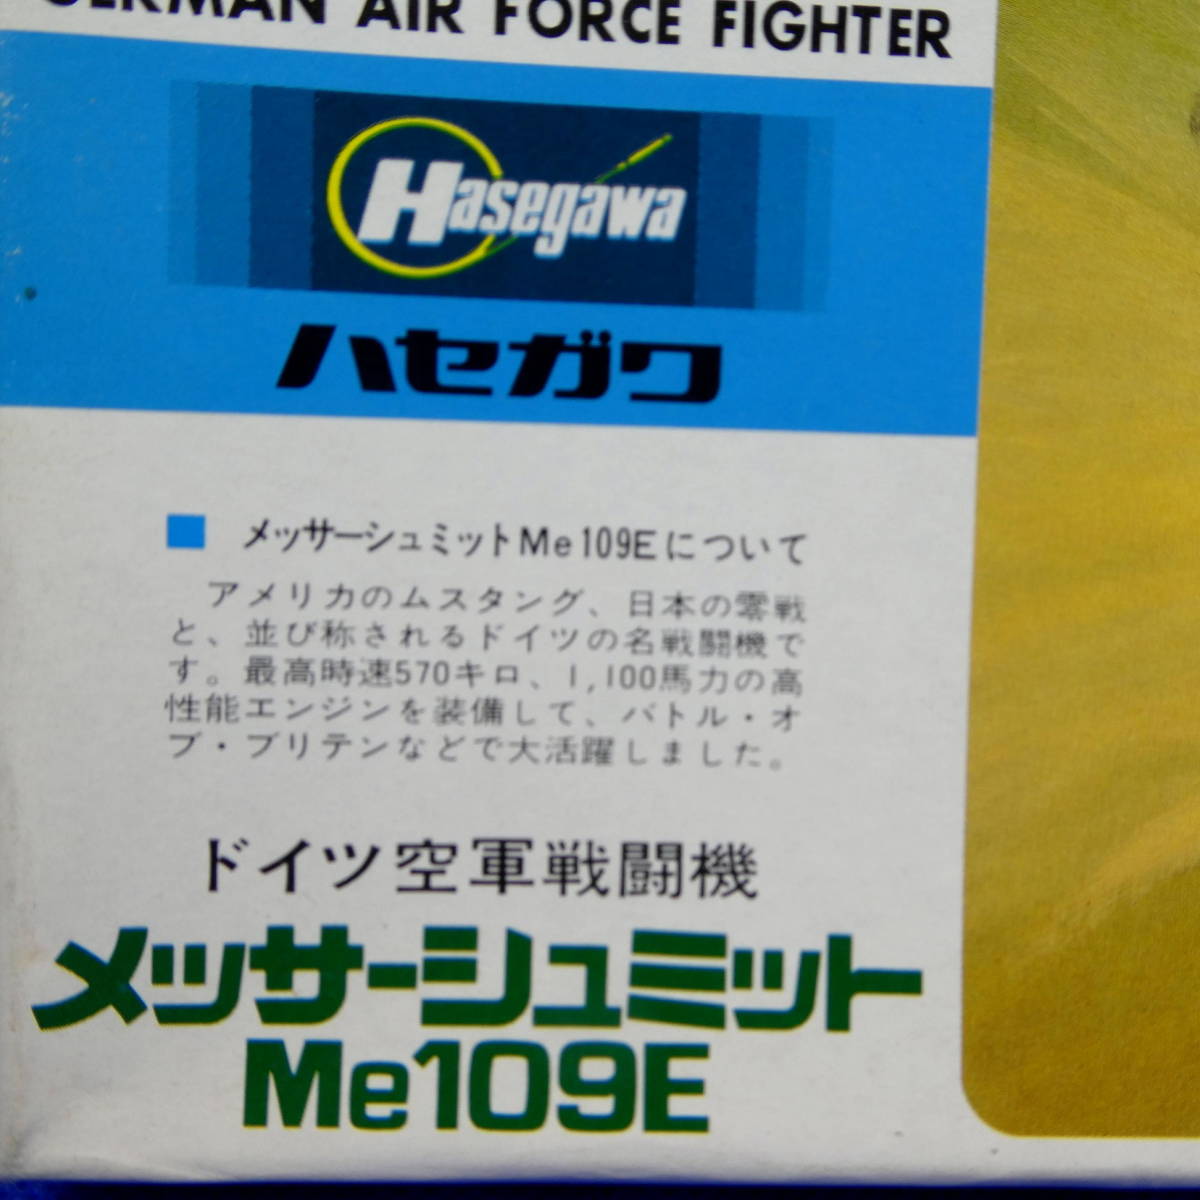 GERMAN AIR FORCE FIGHTER
Hasegawa
ハセガワ
■ メッサーシュミットMe109Eについて
アメリカのムスタング、日本の零戦
と、並び称されるドイツの名戦闘機で
す。最高時速570キロ、1,100馬力の高
性能エンジンを装備して、バトル・オ
ブ・ブリテンなどで大活躍しました。
ドイツ空軍戦闘機
メッサーシュミット
Me109E